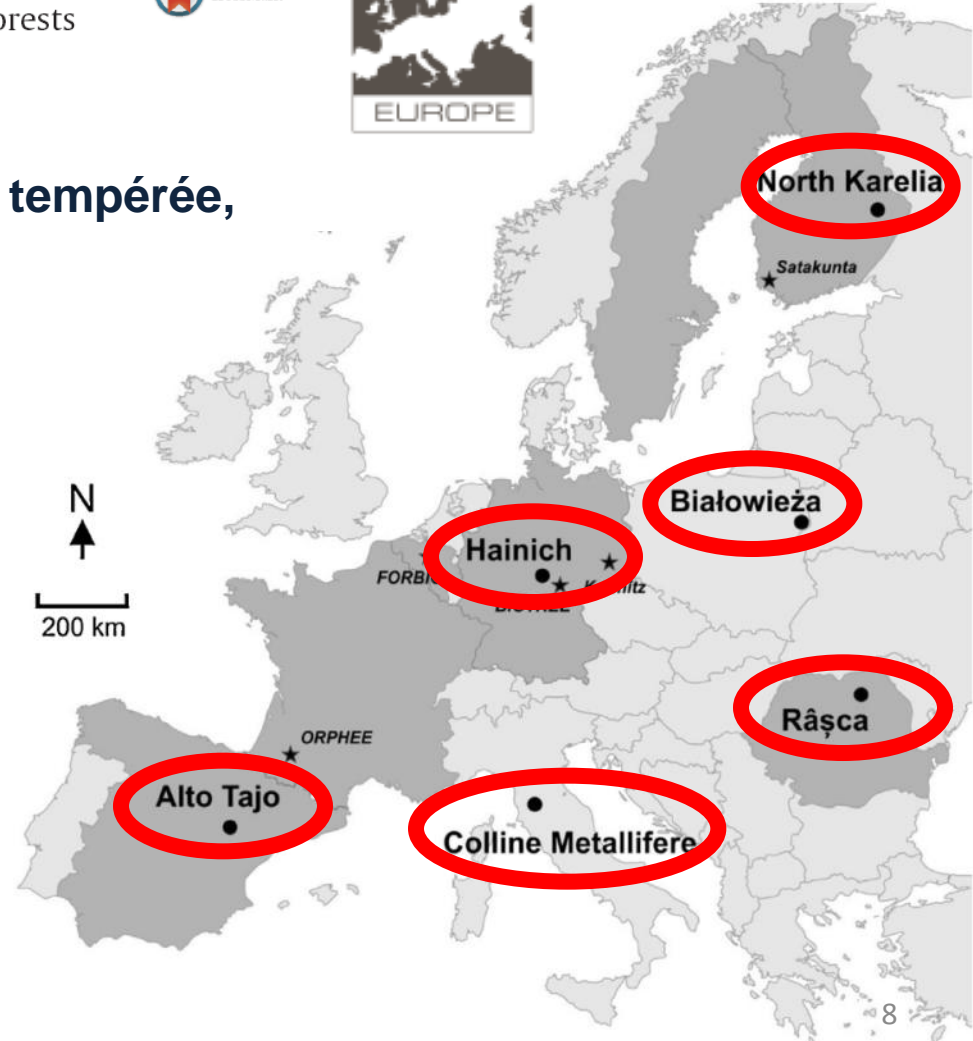 orests
EUROPE
tempérée,
North Karelia
Satakunta
N
200 km
Białowieża
Hainich
Râșca
ORPHEE
Alto Tajo
Colline Metallifere
8